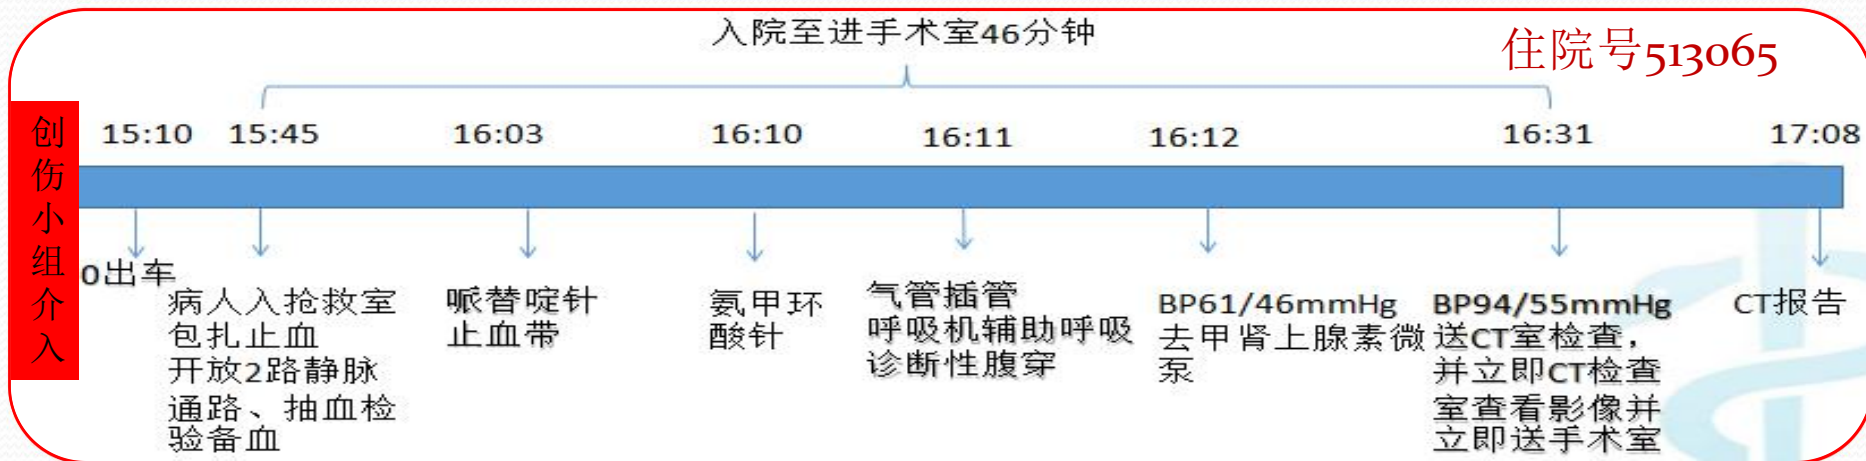 入院至进手术室46分钟
住院号513065
创伤小组介入
15:10
15:45
16:03
16:10
16:11
16:12
16:31
17:08
0出车
病人入抢救室
包扎止血
开放2路静脉
通路、抽血检
验备血
哌替啶针
止血带
氨甲环
酸针
气管插管
呼吸机辅助呼吸
诊断性腹穿
BP61/46mmHg
去甲肾上腺素微
泵
BP94/55mmHg
送CT室检查，
并立即CT检查
室查看影像并
立即送手术室
CT报告